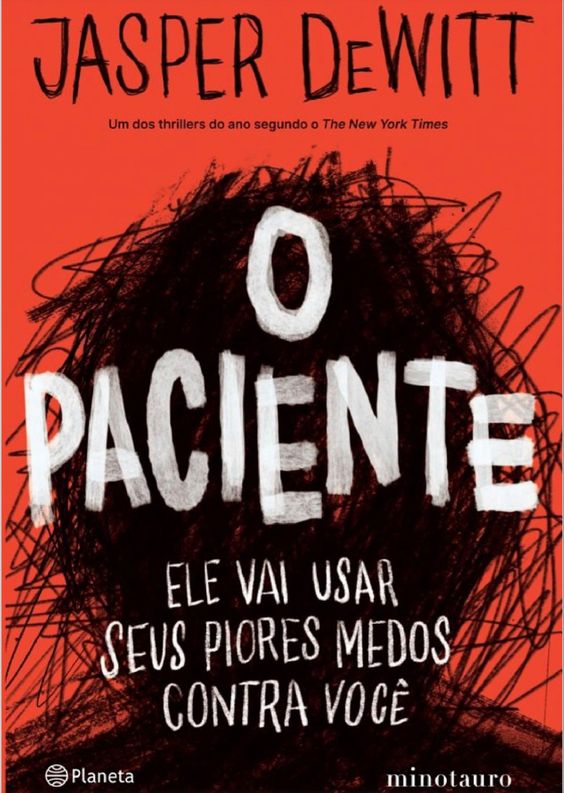 JASPER DEWITT
Um dos thrillers do ano segundo o The New York Times
O
PACIENTE
ELE VAI USAR
SEUS PIORES MEDOS
CONTRA VOCÊ
Planeta
minotauro